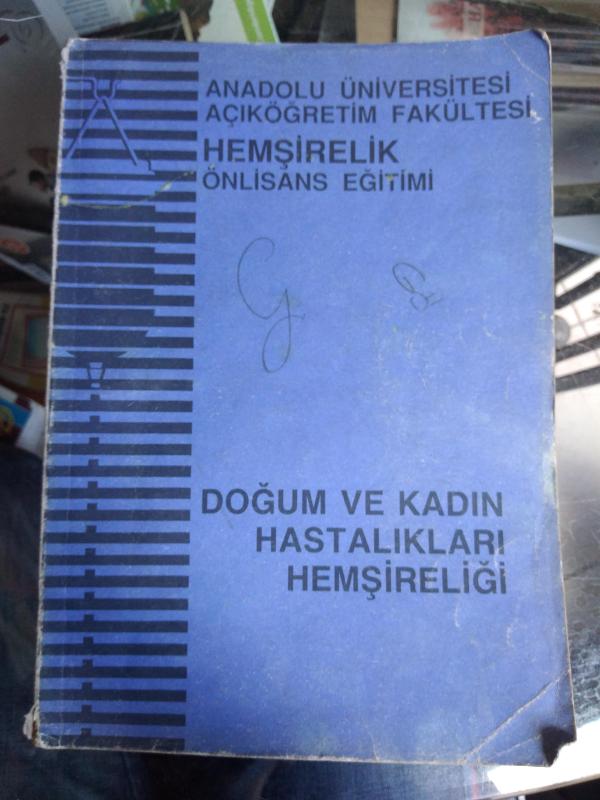 ANADOLU ÜNİVERSİTESİ
AÇIKÖĞRETİM FAKÜLTESİ
HEMŞİRELİK
ÖNLİSANS EĞİTİMİ
DOĞUM VE KADIN
HASTALIKLARI
HEMŞİRELİĞİ